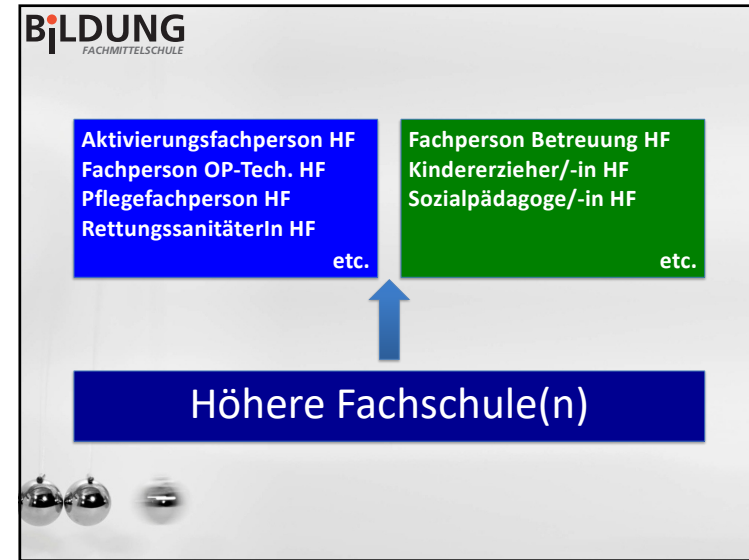 BiLDUNG
FACHMITTELSCHULE
Aktivierungsfachperson HF
Fachperson OP-Tech. HF
Pflegefachperson HF
RettungssanitäterIn HF
etc.
Fachperson Betreuung HF
Kindererzieher/-in HF
Sozialpädagoge/-in HF
etc.
Höhere Fachschule(n)